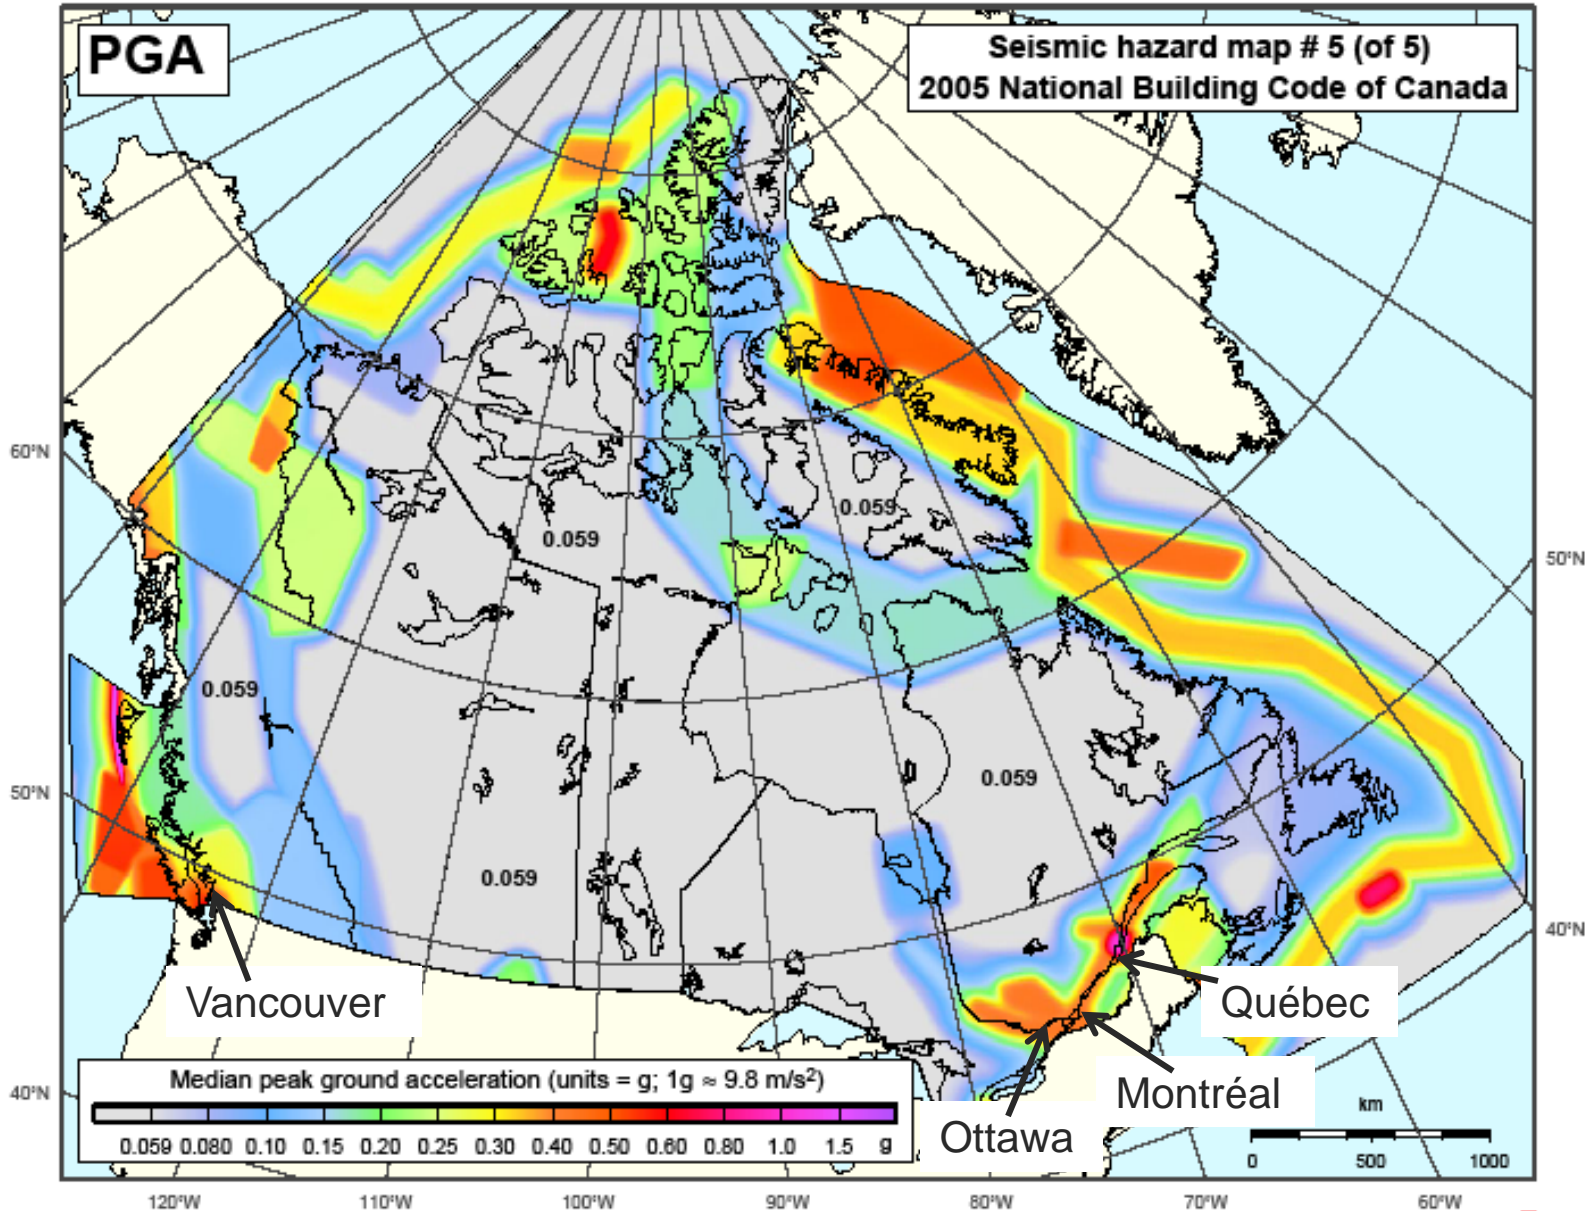 PGA
Seismic hazard map # 5 (of 5)
2005 National Building Code of Canada
60°N
50°N
40°N
50°N
40°N
0.059
0.059
0.059
0.059
0.059
Vancouver
Québec
Montréal
Ottawa
Median peak ground acceleration (units = g; 1g ≈ 9.8 m/s²)
0.059 0.080 0.10 0.15 0.20 0.25 0.30 0.40 0.50 0.60 0.80 1.0 1.5 g
km
0 500 1000
120°W 110°W 100°W 90°W 80°W 70°W 60°W